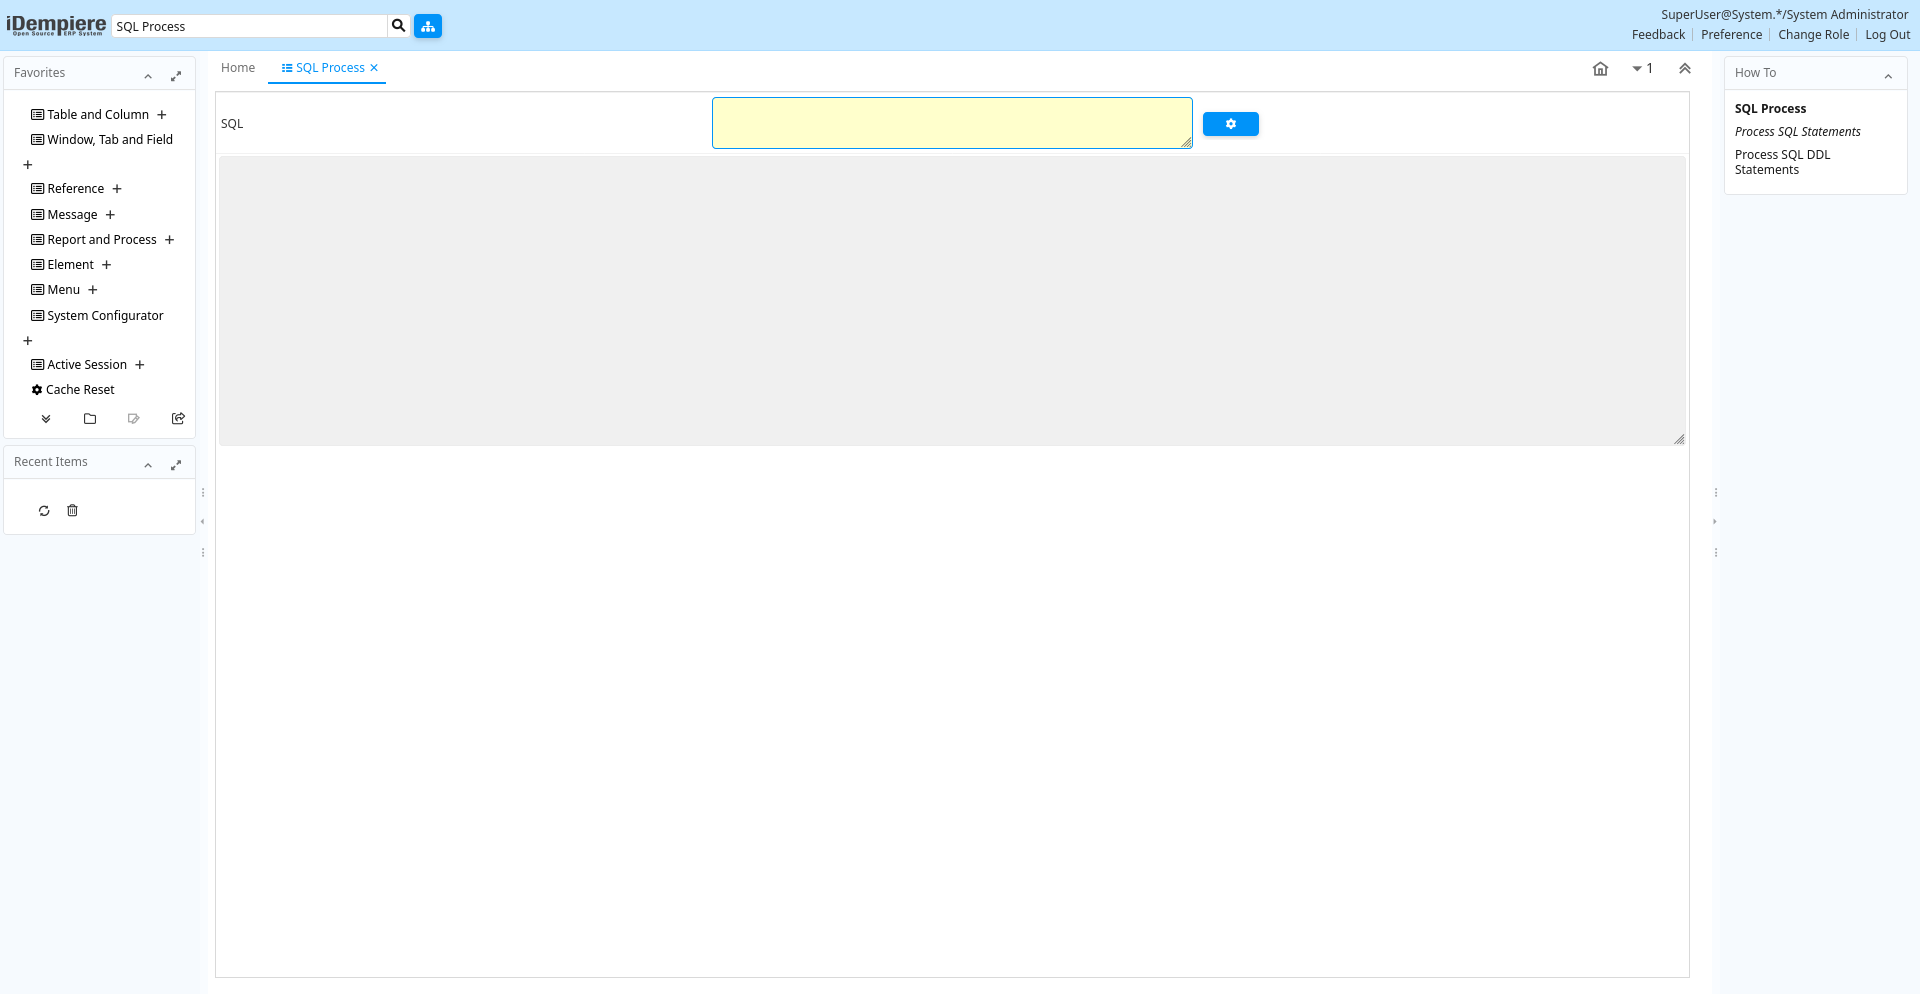 iDempiere
Open Source ERP System
SQL Process
SuperUser@System.*/System Administrator
Feedback
Preference
Change Role
Log Out
Favorites
Table and Column
Window, Tab and Field
Reference
Message
Report and Process
Element
Menu
System Configurator
Active Session
Cache Reset
Recent Items
Home
SQL Process
1
SQL
How To
SQL Process
Process SQL Statements
Process SQL DDL
Statements